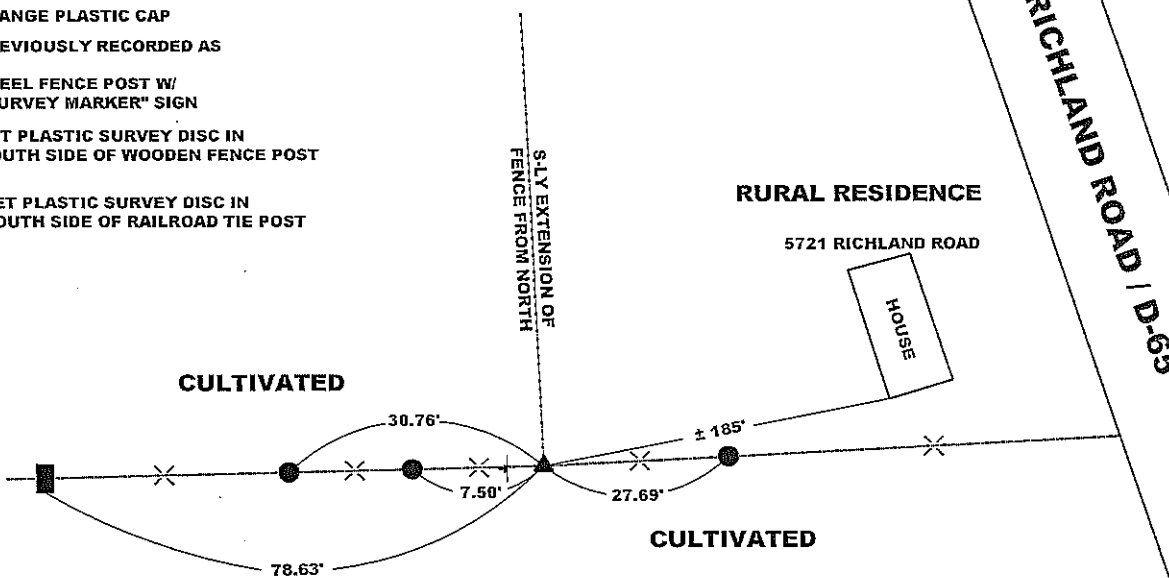 ANGE PLASTIC CAP
EVIOUSLY RECORDED AS
EEL FENCE POST W/
URVEY MARKER" SIGN
T PLASTIC SURVEY DISC IN
OUTH SIDE OF WOODEN FENCE POST
ET PLASTIC SURVEY DISC IN
OUTH SIDE OF RAILROAD TIE POST
S-LY EXTENSION OF
FENCE FROM NORTH
RURAL RESIDENCE
5721 RICHLAND ROAD
HOUSE
RICHLAND ROAD / D-65
CULTIVATED
30.76'
± 185'
7.50'
27.69'
CULTIVATED
78.63'